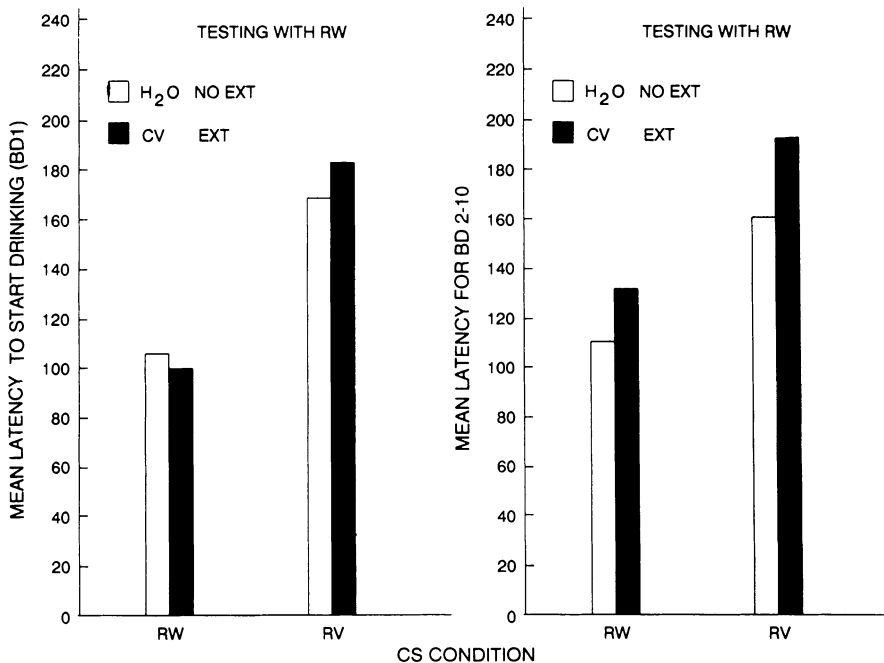 TESTING WITH RW
H₂O NO EXT
CV EXT
MEAN LATENCY TO START DRINKING (BD1)
240
220
200
180
160
140
120
100
80
60
40
20
0
RW
RV
TESTING WITH RW
H₂O NO EXT
CV EXT
MEAN LATENCY FOR BD 2-10
240
220
200
180
160
140
120
100
80
60
40
20
0
RW
RV
CS CONDITION